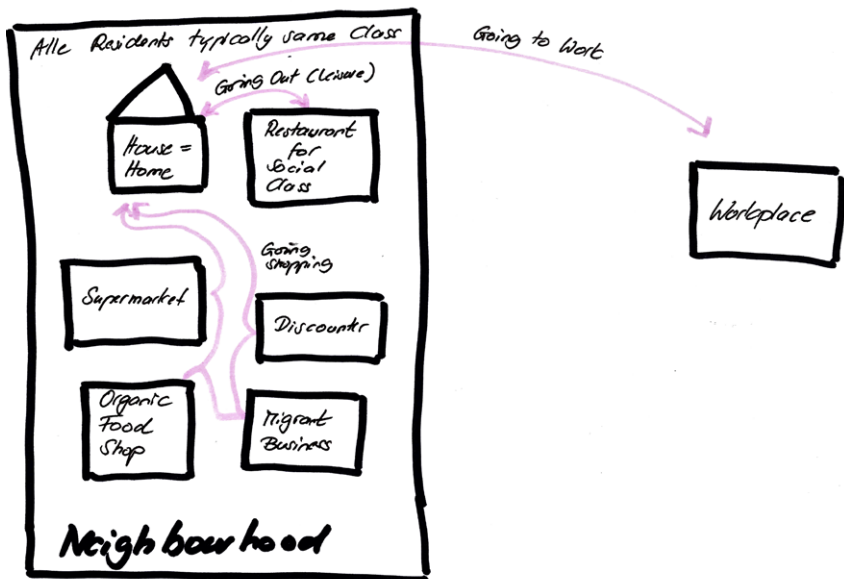 Alle Residents typically same Class
Going to Work
Going Out (Leisure)
House =
Home
Restaurant
for
Social
Class
Workplace
Going
Shopping
Supermarket
Discounter
Organic
Food
Shop
Migrant
Business
Neighbourhood